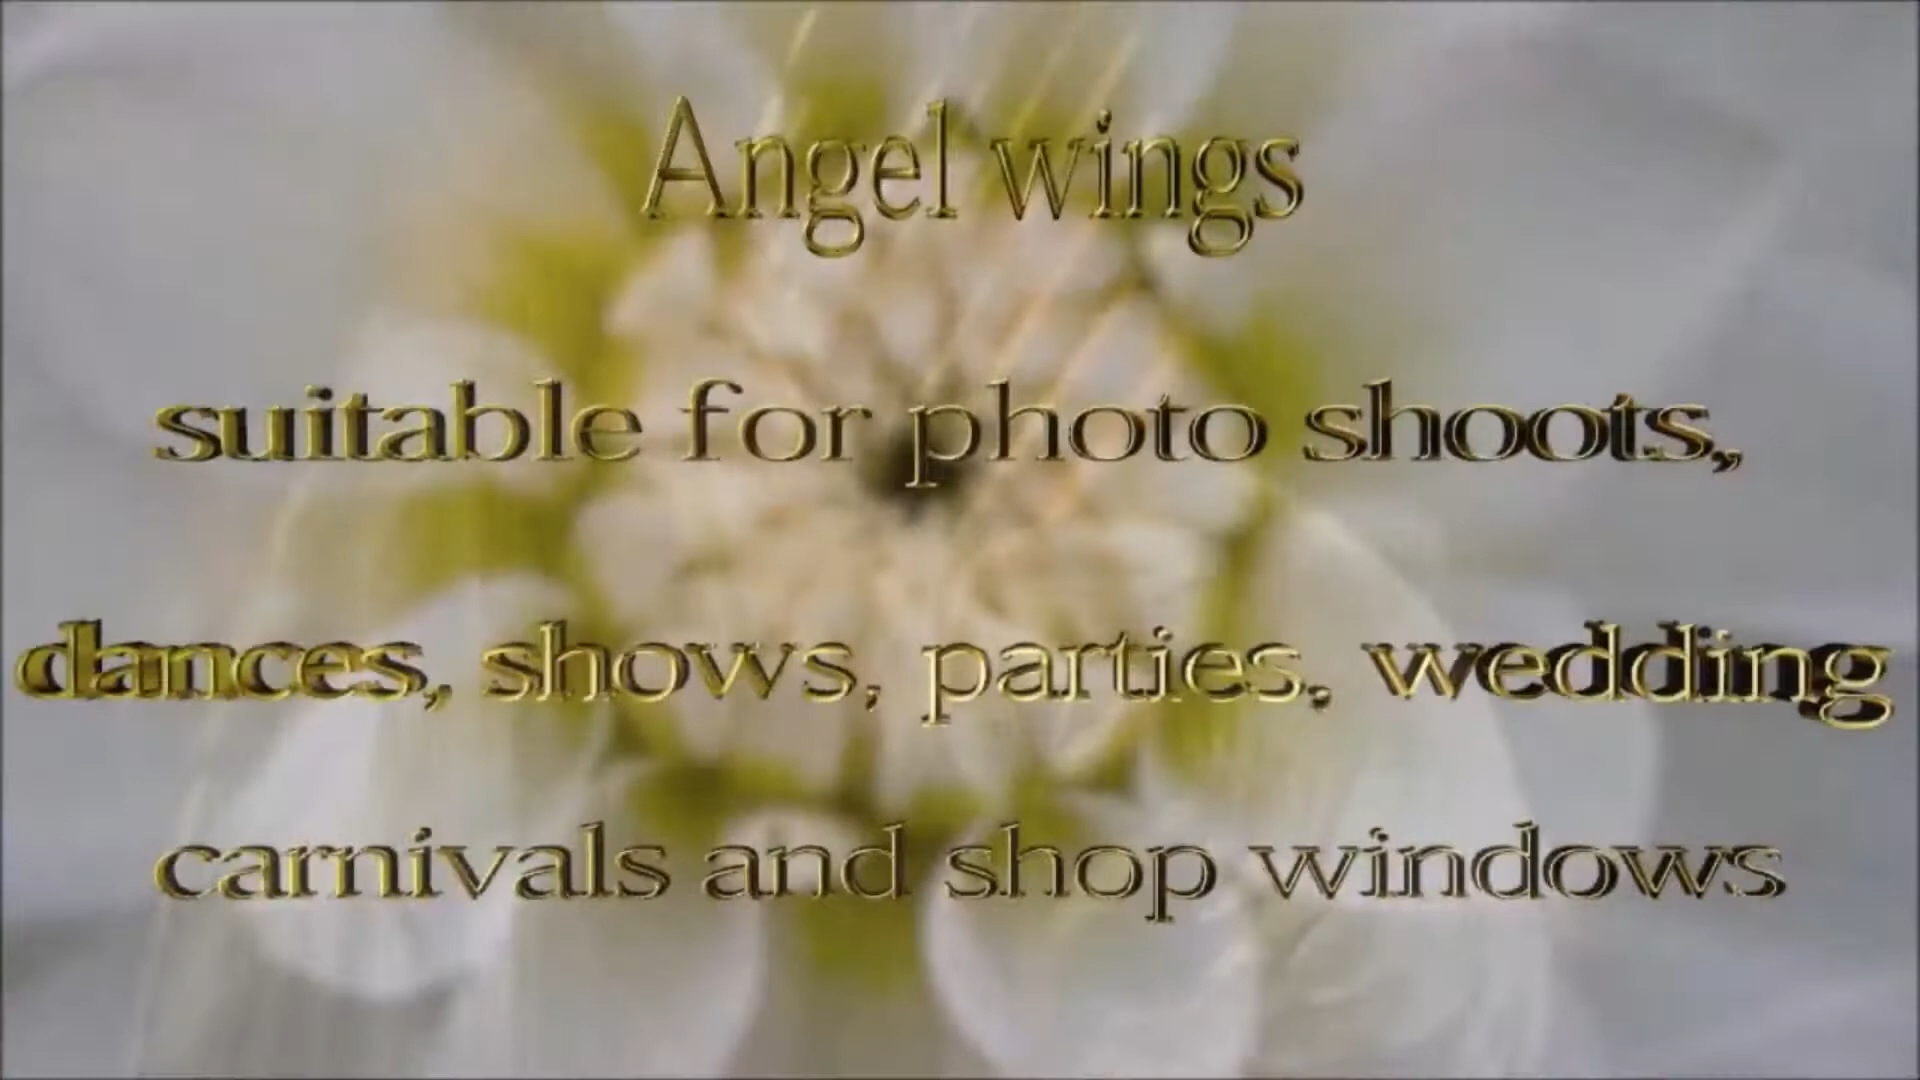 Angel wings
suitable for photo shoots,
dances, shows, parties, wedding
carnivals and shop windows